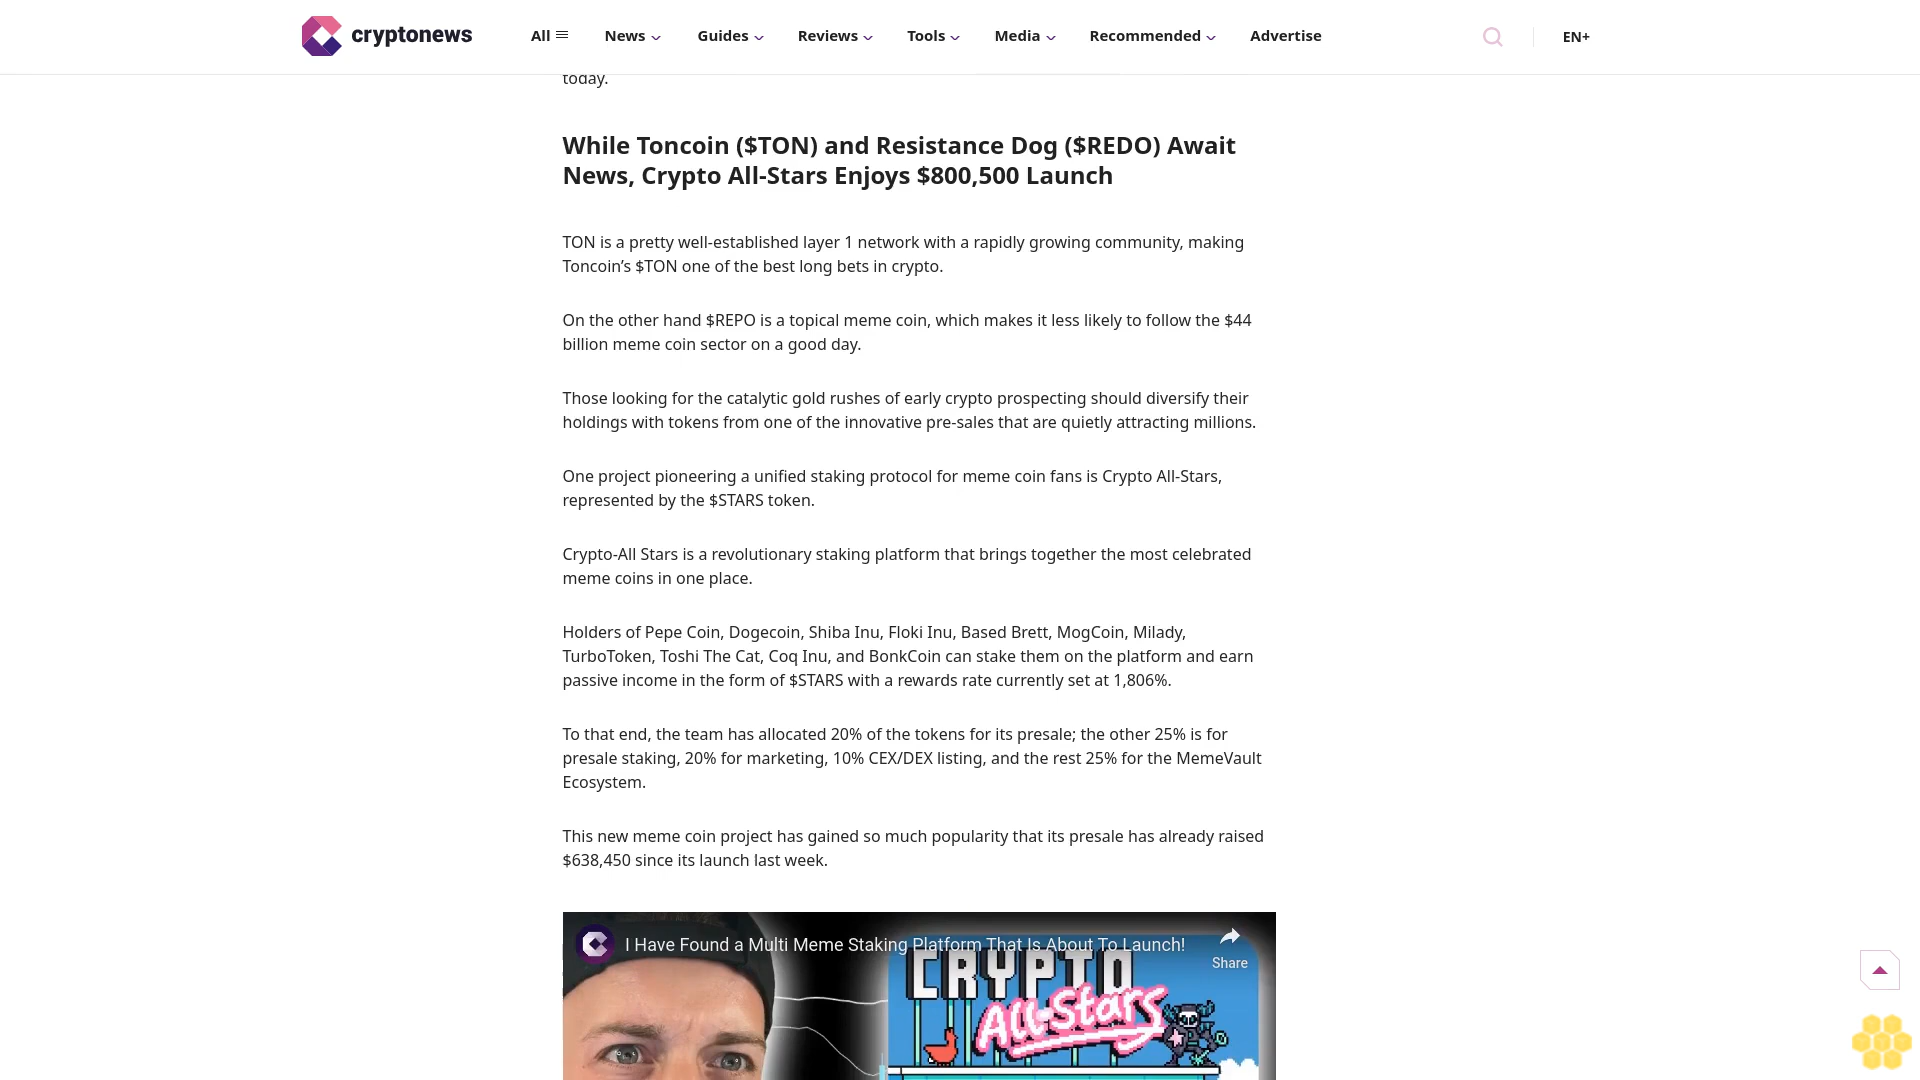 cryptonews
All
News
Guides
Reviews
Tools
Media
Recommended
Advertise
EN+
today.
While Toncoin ($TON) and Resistance Dog ($REDO) Await
News, Crypto All-Stars Enjoys $800,500 Launch
TON is a pretty well-established layer 1 network with a rapidly growing community, making
Toncoin’s $TON one of the best long bets in crypto.
On the other hand $REPO is a topical meme coin, which makes it less likely to follow the $44
billion meme coin sector on a good day.
Those looking for the catalytic gold rushes of early crypto prospecting should diversify their
holdings with tokens from one of the innovative pre-sales that are quietly attracting millions.
One project pioneering a unified staking protocol for meme coin fans is Crypto All-Stars,
represented by the $STARS token.
Crypto-All Stars is a revolutionary staking platform that brings together the most celebrated
meme coins in one place.
Holders of Pepe Coin, Dogecoin, Shiba Inu, Floki Inu, Based Brett, MogCoin, Milady,
TurboToken, Toshi The Cat, Coq Inu, and BonkCoin can stake them on the platform and earn
passive income in the form of $STARS with a rewards rate currently set at 1,806%.
To that end, the team has allocated 20% of the tokens for its presale; the other 25% is for
presale staking, 20% for marketing, 10% CEX/DEX listing, and the rest 25% for the MemeVault
Ecosystem.
This new meme coin project has gained so much popularity that its presale has already raised
$638,450 since its launch last week.
I Have Found a Multi Meme Staking Platform That Is About To Launch!
Share
CRYPTO
All-Stars